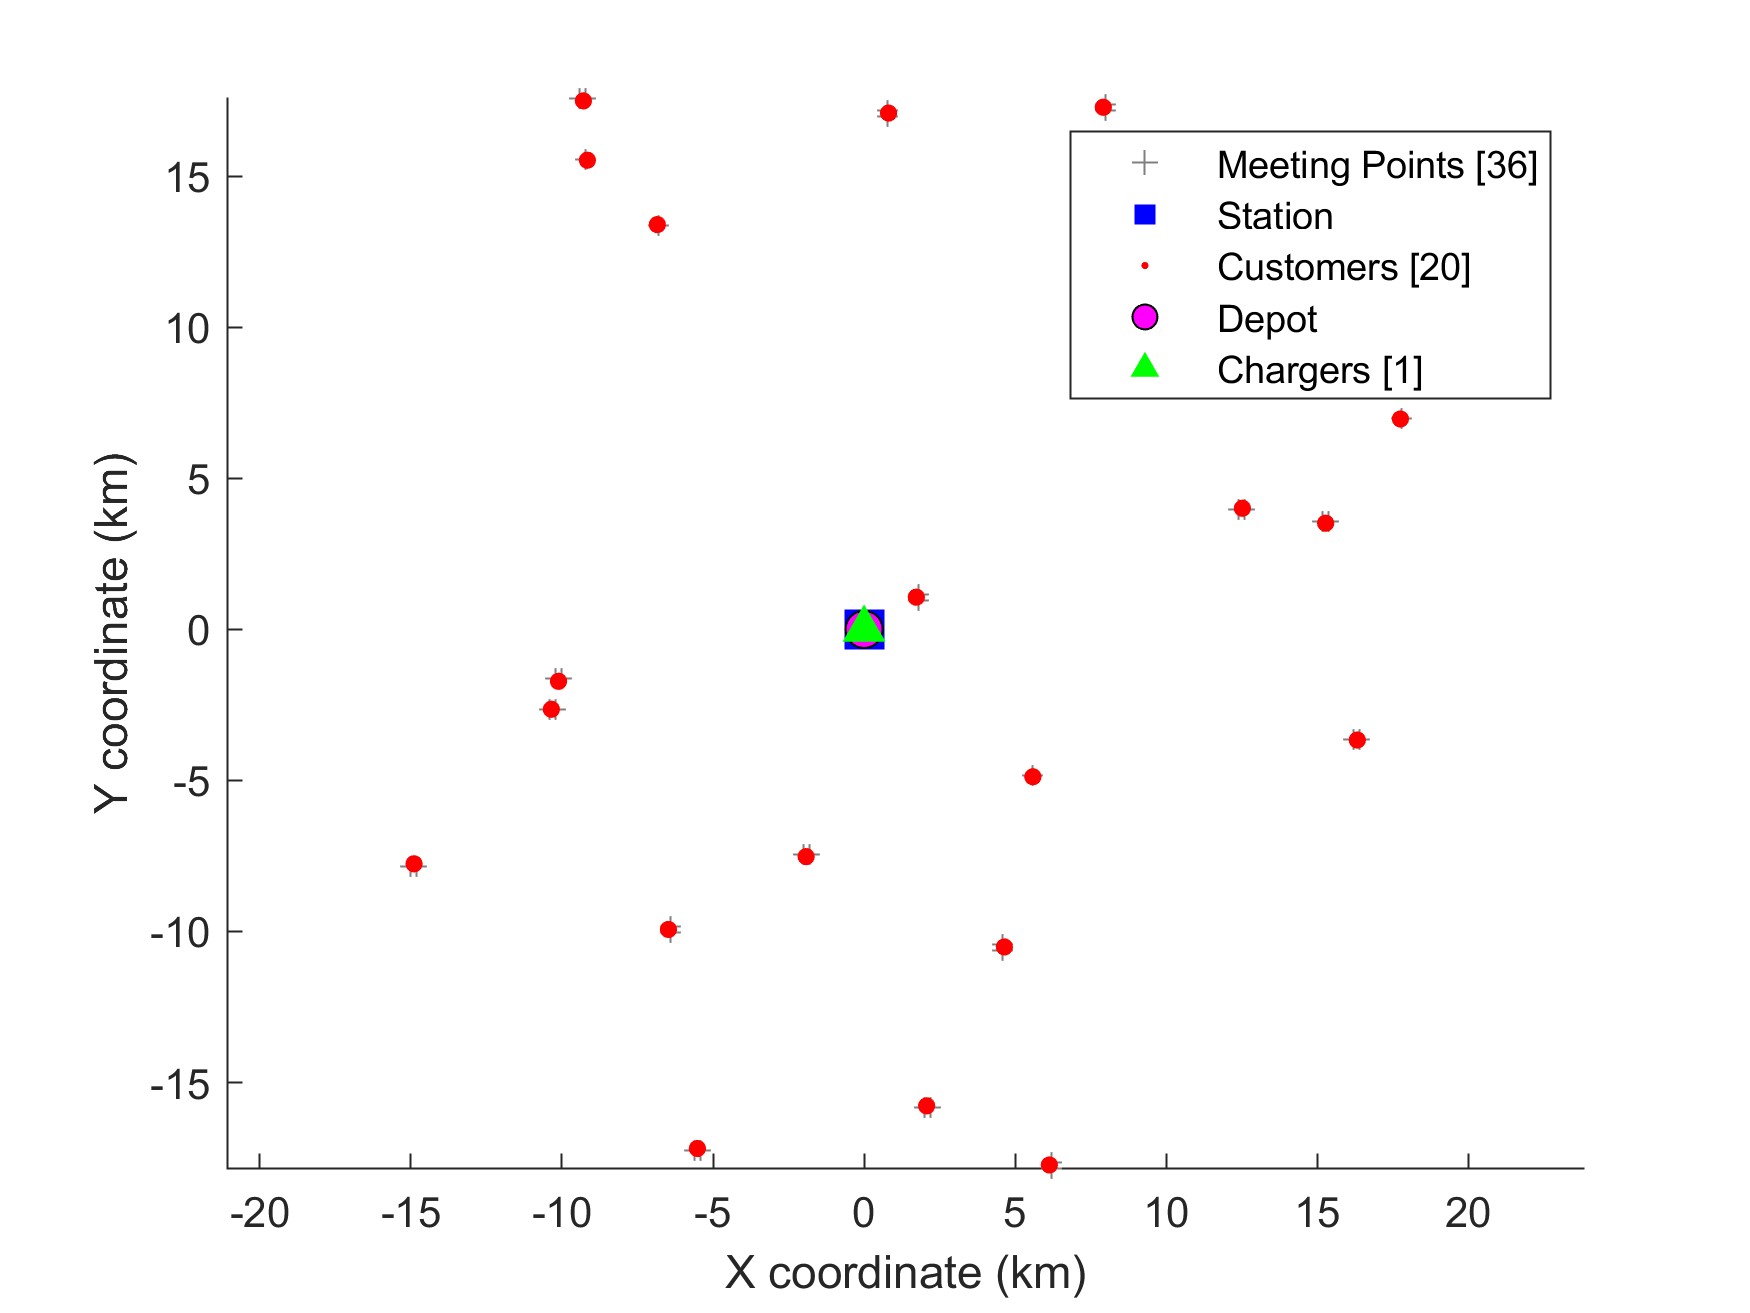 Meeting Points [36]
Station
Customers [20]
Depot
Chargers [1]
15
10
5
0
-5
-10
-15
Y coordinate (km)
-20 -15 -10 -5 0 5 10 15 20
X coordinate (km)